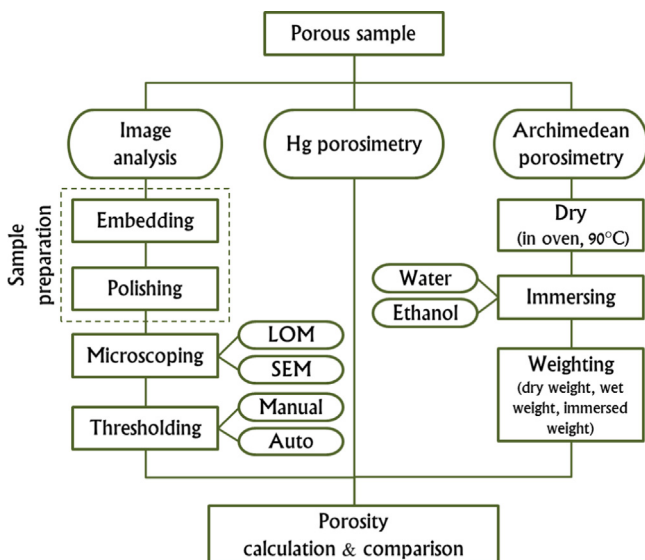 Porous sample
Image
analysis
Hg porosimetry
Archimedean
porosimetry
Sample
preparation
Embedding
Polishing
Dry
(in oven, 90°C)
Water
Ethanol
Immersing
Microscoping
LOM
SEM
Weighting
(dry weight, wet
weight, immersed
weight)
Thresholding
Manual
Auto
Porosity
calculation & comparison